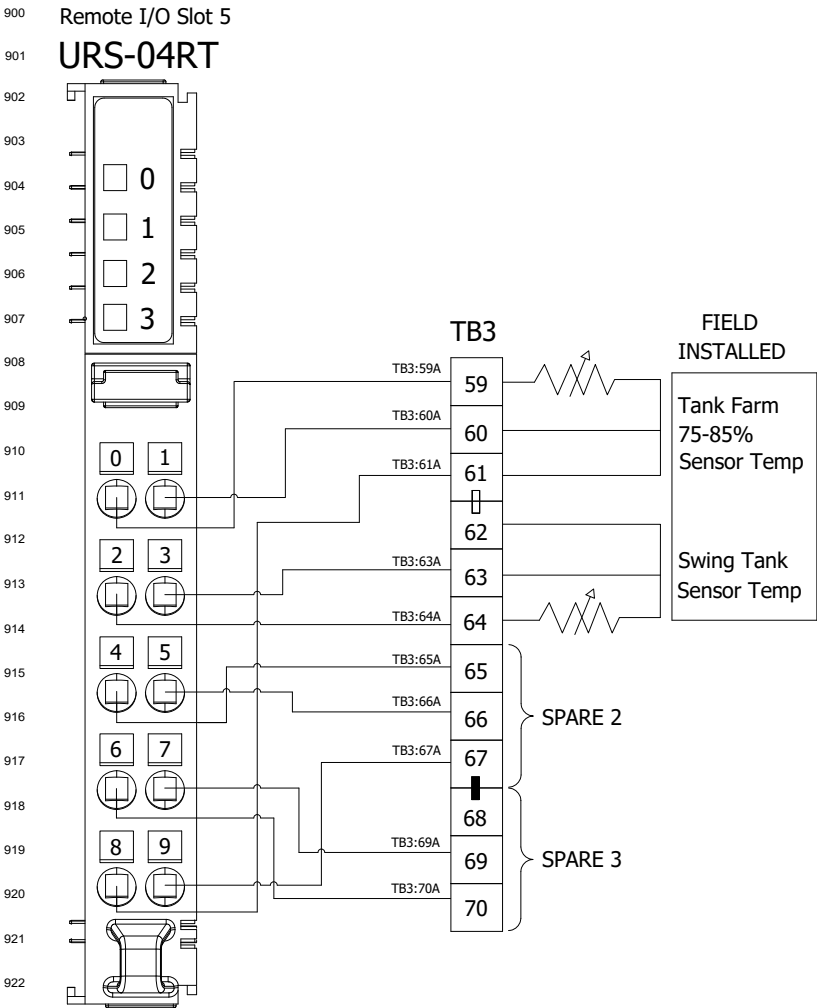 900
Remote I/O Slot 5
901
URS-04RT
902
903
904
0
905
1
906
2
907
3
TB3
FIELD
INSTALLED
908
TB3:59A
59
Tank Farm
75-85%
Sensor Temp
909
TB3:60A
60
910
0 1
TB3:61A
61
911
62
912
2 3
TB3:63A
63
Swing Tank
Sensor Temp
913
914
TB3:64A
64
4 5
TB3:65A
65
915
916
TB3:66A
66
SPARE 2
917
6 7
TB3:67A
67
918
68
919
8 9
TB3:69A
69
SPARE 3
920
TB3:70A
70
921
922